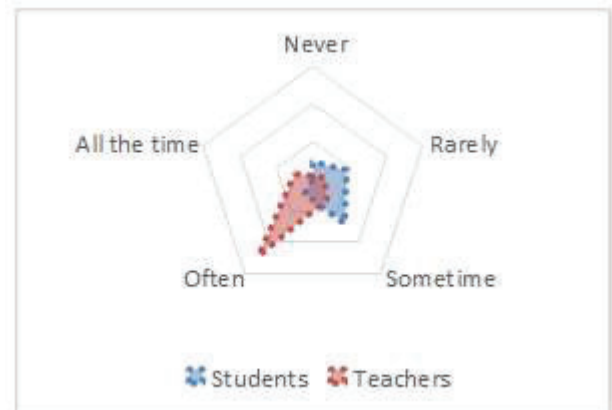 Never
All the time
Rarely
Often
Sometime
Students
Teachers